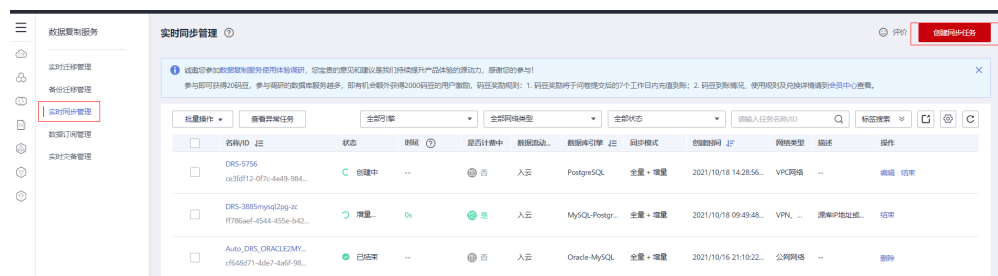 数据复制服务
实时迁移管理
备份迁移管理
实时同步管理
数据订阅管理
实时灾备管理
实时同步管理
评价
创建同步任务
诚邀您参加数据复制服务使用体验调研，您宝贵的意见和建议是我们持续提升产品体验的源动力，感谢您的参与！
参与即可获得20码豆，参与调研的数据库服务越多，即有机会额外获得2000码豆的用户激励，码豆奖励规则：1. 码豆奖励将于问卷提交后的7个工作日内充值到账；2. 码豆到账情况、使用规则及兑换详情请到会员中心查看。
批量操作 查看异常任务 全部引擎 全部网络类型 全部状态 请输入任务名称/ID 标签搜索
名称/ID 状态 时延 是否计费中 数据流动... 数据库引擎 同步模式 创建时间 网络类型 描述 操作
DRS-5756
ce3fdf12-0f7c-4e49-984... 创建中 -- 否 入云 PostgreSQL 全量 + 增量 2021/10/18 14:28:56... VPC网络 -- 编辑 结束
DRS-3885mysql2pg-zc
ff786aef-4544-455e-b42... 增量... 0s 是 入云 MySQL-Postgr... 全量 + 增量 2021/10/18 09:49:48... VPN、... 源库IP地址或... 结束
Auto_DRS_ORACLE2MY...
cf648d71-4de7-4a6f-98... 已结束 -- 否 入云 Oracle-MySQL 全量 + 增量 2021/10/16 21:10:22... 公网网络 -- 删除